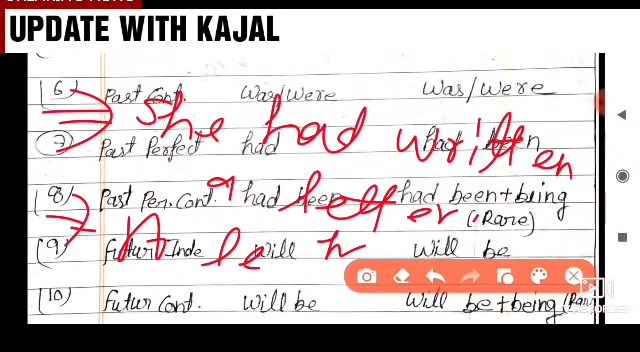 UPDATE WITH KAJAL
(6) Past Cont. Was/Were Was/Were
She had written
(7) Past Perfect had
a letter
(8) Past Per. Cont. had been had been+being
(Rare)
(9) Futur Inde Will Will be
(10) Futur Cont. Will be Will be+being